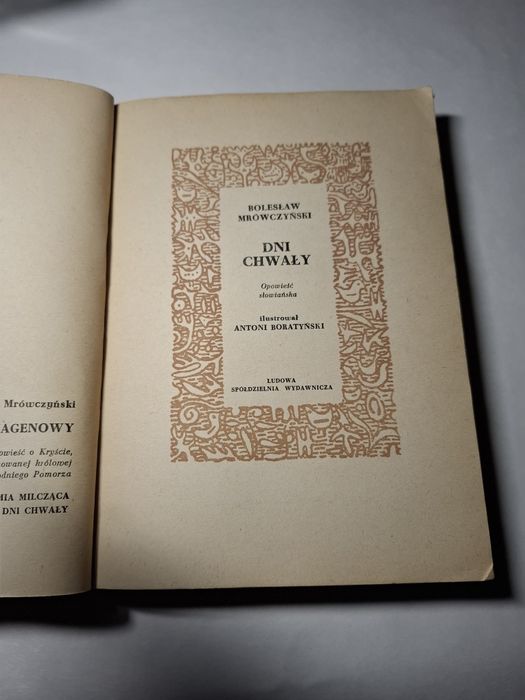 Mrówczyński
AGENOWY
owieść o Kryście,
owanej królowej
odniego Pomorza
MIA MILCZĄCA
DNI CHWAŁY
BOLESŁAW
MRÓWCZYŃSKI
DNI
CHWAŁY
Opowieść
słowiańska
ilustrował
ANTONI BORATYŃSKI
LUDOWA
SPÓŁDZIELNIA WYDAWNICZA